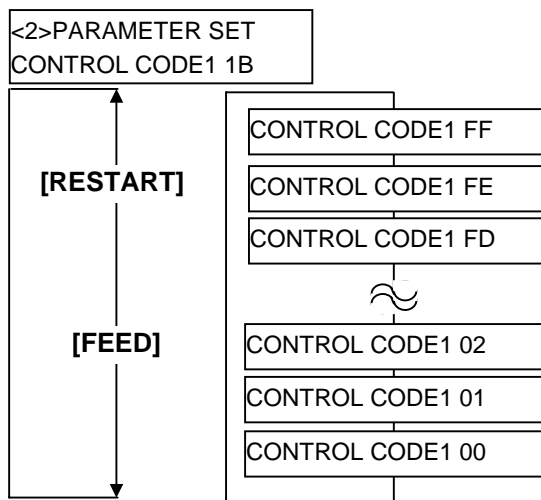 <2>PARAMETER SET
CONTROL CODE1 1B
CONTROL CODE1 FF
[RESTART]
CONTROL CODE1 FE
CONTROL CODE1 FD
[FEED]
CONTROL CODE1 02
CONTROL CODE1 01
CONTROL CODE1 00